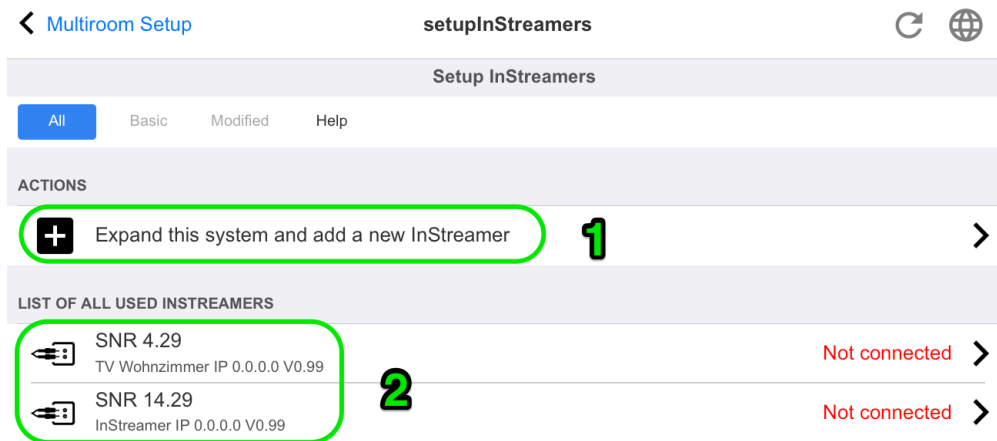 Multiroom Setup
setupInStreamers
Setup InStreamers
All
Basic
Modified
Help
ACTIONS
Expand this system and add a new InStreamer
1
LIST OF ALL USED INSTREAMERS
SNR 4.29
TV Wohnzimmer IP 0.0.0.0 V0.99
Not connected
2
SNR 14.29
InStreamer IP 0.0.0.0 V0.99
Not connected